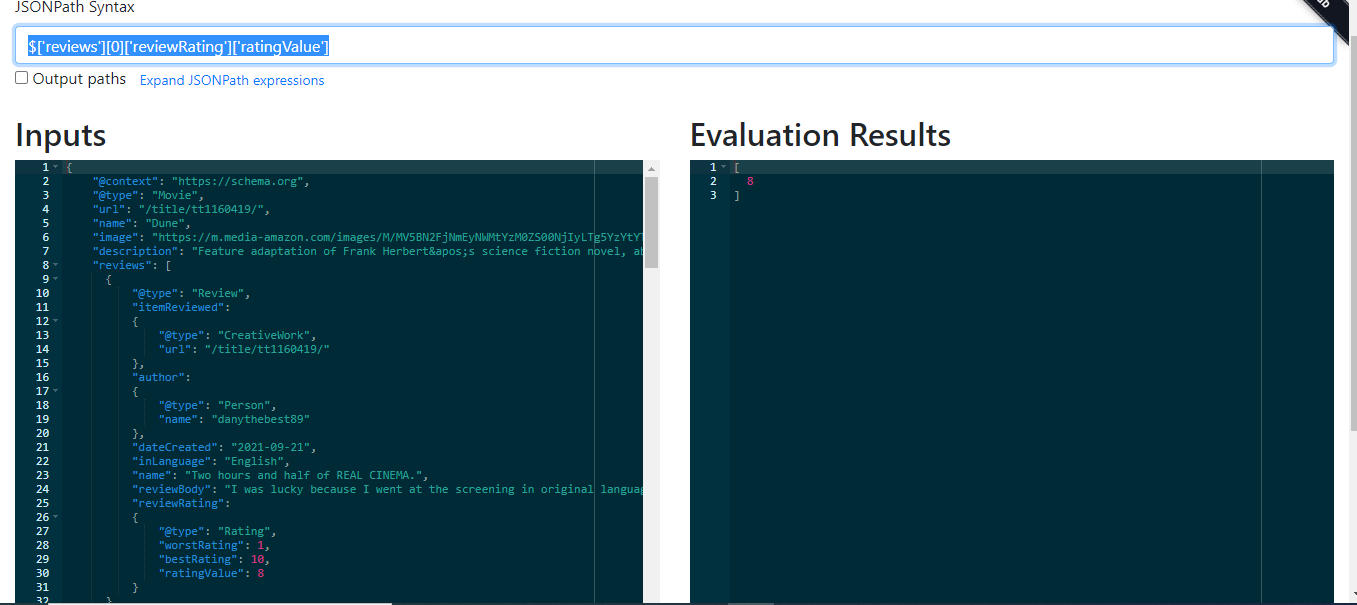 JSONPath Syntax
$['reviews'][0]['reviewRating']['ratingValue']
Output paths Expand JSONPath expressions
Inputs
1 {
2 "@context": "https://schema.org",
3 "@type": "Movie",
4 "url": "/title/tt1160419/",
5 "name": "Dune",
6 "image": "https://m.media-amazon.com/images/M/MV5BN2FjNmEyNWMtYzM0ZS00NjIyLTg5YzYtYT
7 "description": "Feature adaptation of Frank Herbert&apos;s science fiction novel, ab
8 "reviews": [
9 {
10 "@type": "Review",
11 "itemReviewed":
12 {
13 "@type": "CreativeWork",
14 "url": "/title/tt1160419/"
15 },
16 "author":
17 {
18 "@type": "Person",
19 "name": "danythebest89"
20 },
21 "dateCreated": "2021-09-21",
22 "inLanguage": "English",
23 "name": "Two hours and half of REAL CINEMA.",
24 "reviewBody": "I was lucky because I went at the screening in original languag
25 "reviewRating":
26 {
27 "@type": "Rating",
28 "worstRating": 1,
29 "bestRating": 10,
30 "ratingValue": 8
31 }
32 }
Evaluation Results
1 [
2 8
3 ]